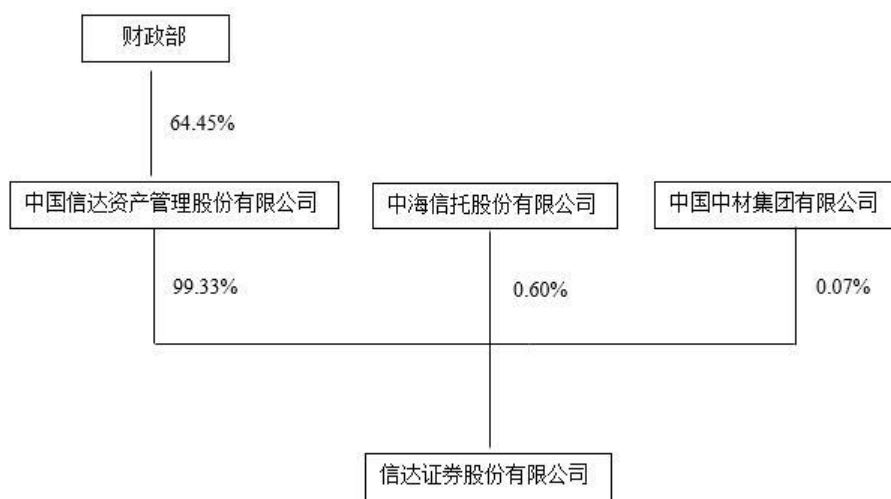 财政部
64.45%
中国信达资产管理股份有限公司
中海信托股份有限公司
中国中材集团有限公司
99.33%
0.60%
0.07%
信达证券股份有限公司